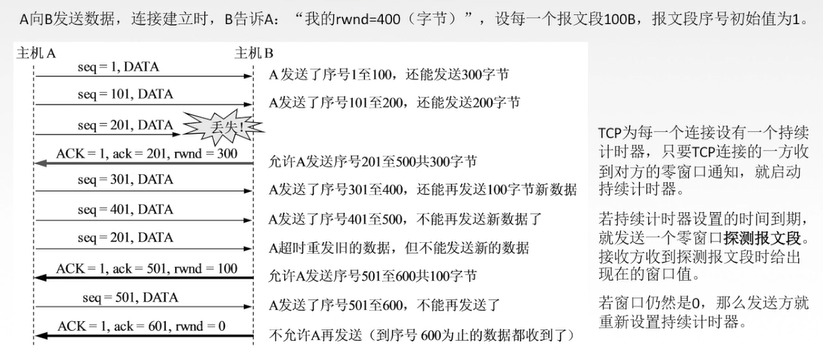 A向B发送数据，连接建立时，B告诉A：“我的rwnd=400（字节）”，设每一个报文段100B，报文段序号初始值为1。
主机A 主机B
seq = 1, DATA
A发送了序号1至100，还能发送300字节
seq = 101, DATA
A发送了序号101至200，还能发送200字节
seq = 201, DATA 丢失!
ACK = 1, ack = 201, rwnd = 300
允许A发送序号201至500共300字节
seq = 301, DATA
A发送了序号301至400，还能再发送100字节新数据
seq = 401, DATA
A发送了序号401至500，不能再发送新数据了
seq = 201, DATA
A超时重发旧的数据，但不能发送新的数据
ACK = 1, ack = 501, rwnd = 100
允许A发送序号501至600共100字节
seq = 501, DATA
A发送了序号501至600，不能再发送了
ACK = 1, ack = 601, rwnd = 0
不允许A再发送（到序号 600为止的数据都收到了）
TCP为每一个连接设有一个持续
计时器，只要TCP连接的一方收
到对方的零窗口通知，就启动
持续计时器。
若持续计时器设置的时间到期，
就发送一个零窗口探测报文段。
接收方收到探测报文段时给出
现在的窗口值。
若窗口仍然是0，那么发送方就
重新设置持续计时器。